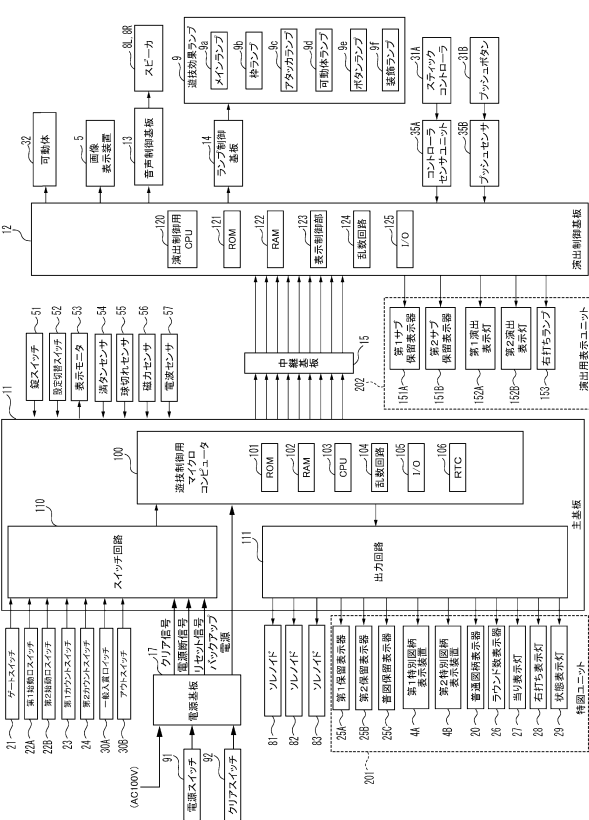 32
可動体
5
画像
表示装置
13
音声制御基板
8L、8R
スピーカ
9
遊技効果ランプ
9a
メインランプ
9b
枠ランプ
9c
アタッカランプ
9d
可動体ランプ
9e
ボタンランプ
9f
装飾ランプ
14
ランプ制御
基板
35A
コントローラ
センサユニット
31A
スティック
コントローラ
35B
プッシュセンサ
31B
プッシュボタン
12
120
演出制御用
CPU
121
ROM
122
RAM
123
表示制御部
124
乱数回路
125
I/O
演出制御基板
51
錠スイッチ
52
設定切替スイッチ
53
表示モニタ
54
満タンセンサ
55
球切れセンサ
56
磁力センサ
57
電波センサ
15
中継基板
202
151A
第1サブ
保留表示器
151B
第2サブ
保留表示器
152A
第1演出
表示灯
152B
第2演出
表示灯
153
右打ちランプ
演出用表示ユニット
11
100
遊技制御用
マイクロ
コンピュータ
101
ROM
102
RAM
103
CPU
104
乱数回路
105
I/O
106
RTC
主基板
110
スイッチ回路
111
出力回路
21
ゲートスイッチ
22A
第1始動口スイッチ
22B
第2始動口スイッチ
23
第1カウントスイッチ
24
第2カウントスイッチ
30A
一般入賞口スイッチ
30B
アウトスイッチ
クリア信号
電源断信号
リセット信号
バックアップ
電源
17
電源基板
(AC100V)
91
電源スイッチ
92
クリアスイッチ
81
ソレノイド
82
ソレノイド
83
ソレノイド
201
25A
第1保留表示器
25B
第2保留表示器
25C
普図保留表示器
4A
第1特別図柄
表示装置
4B
第2特別図柄
表示装置
20
普通図柄表示器
26
ラウンド数表示器
27
当り表示灯
28
右打ち表示灯
29
状態表示灯
特図ユニット